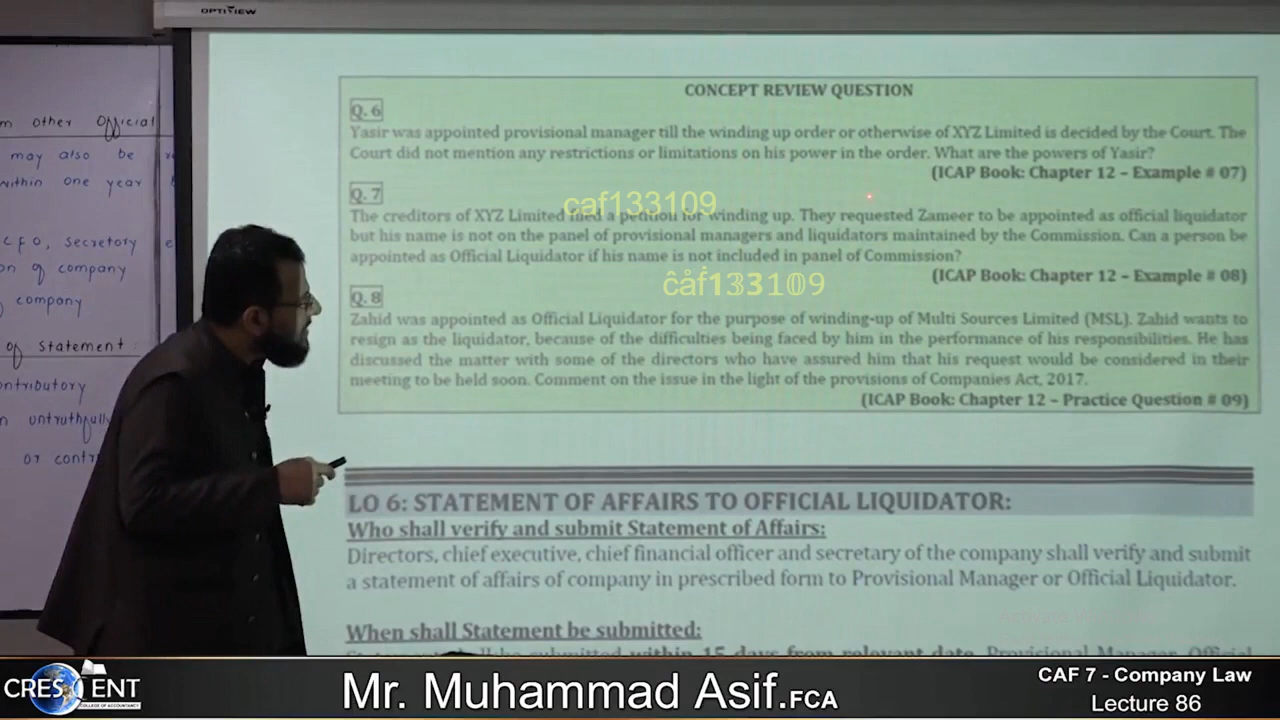 OPTIVIEW
m other Official
may also be
within one year
CFO, Secretary
on of company
company
of Statement:
ontributory
n untruthfully
or contr
CONCEPT REVIEW QUESTION
Q. 6
Yasir was appointed provisional manager till the winding up order or otherwise of XYZ Limited is decided by the Court. The
Court did not mention any restrictions or limitations on his power in the order. What are the powers of Yasir?
(ICAP Book: Chapter 12 – Example # 07)
Q. 7
caf133109
The creditors of XYZ Limited filed a petition for winding up. They requested Zameer to be appointed as official liquidator
but his name is not on the panel of provisional managers and liquidators maintained by the Commission. Can a person be
appointed as Official Liquidator if his name is not included in panel of Commission?
(ICAP Book: Chapter 12 – Example # 08)
ĉåḟ133109
Q. 8
Zahid was appointed as Official Liquidator for the purpose of winding-up of Multi Sources Limited (MSL). Zahid wants to
resign as the liquidator, because of the difficulties being faced by him in the performance of his responsibilities. He has
discussed the matter with some of the directors who have assured him that his request would be considered in their
meeting to be held soon. Comment on the issue in the light of the provisions of Companies Act, 2017.
(ICAP Book: Chapter 12 – Practice Question # 09)
LO 6: STATEMENT OF AFFAIRS TO OFFICIAL LIQUIDATOR:
Who shall verify and submit Statement of Affairs:
Directors, chief executive, chief financial officer and secretary of the company shall verify and submit
a statement of affairs of company in prescribed form to Provisional Manager or Official Liquidator.
When shall Statement be submitted:
within 15 days from relevant date. Provisional Manager, Official
CRESCENT
COLLEGE OF ACCOUNTANCY
Mr. Muhammad Asif.FCA
CAF 7 - Company Law
Lecture 86